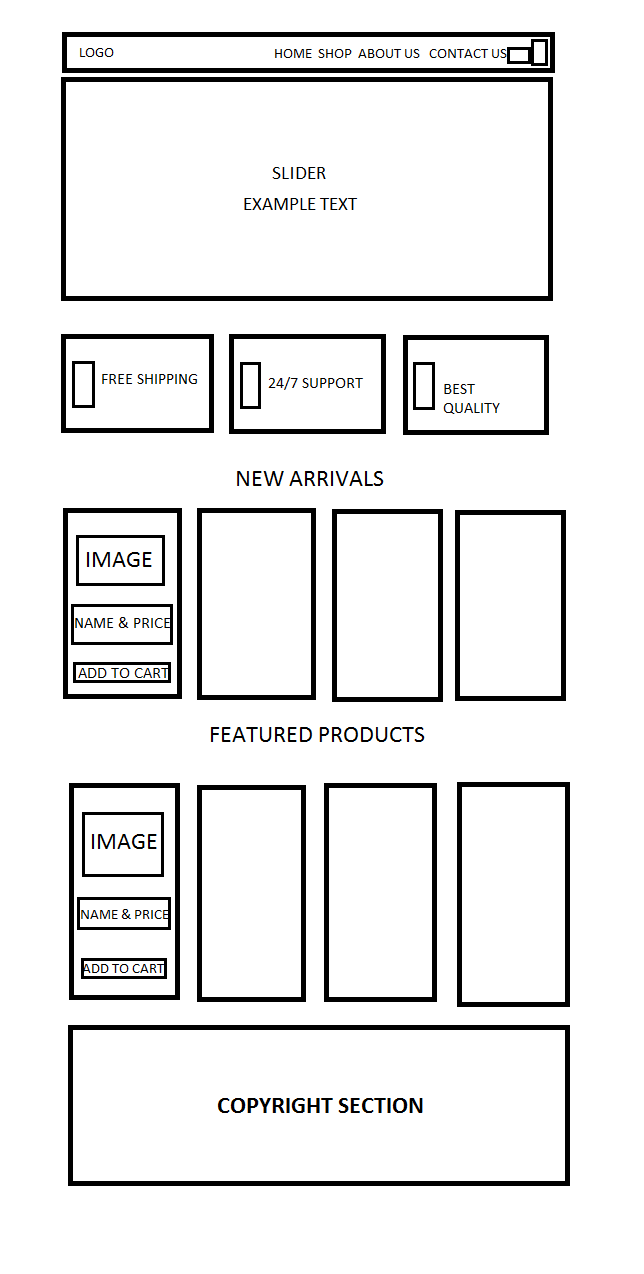 LOGO
HOME SHOP ABOUT US CONTACT US
SLIDER
EXAMPLE TEXT
FREE SHIPPING
24/7 SUPPORT
BEST
QUALITY
NEW ARRIVALS
IMAGE
NAME & PRICE
ADD TO CART
FEATURED PRODUCTS
IMAGE
NAME & PRICE
ADD TO CART
COPYRIGHT SECTION